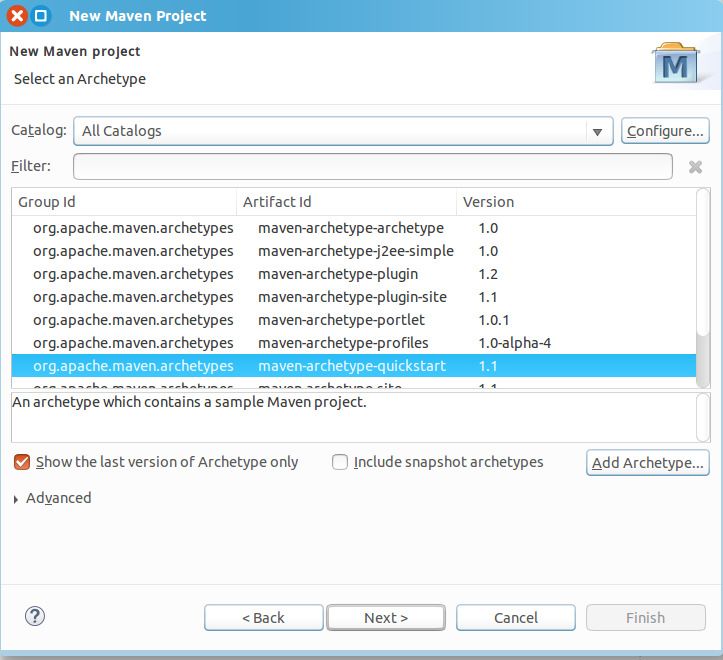 New Maven Project
New Maven project
Select an Archetype
M
Catalog: All Catalogs Configure...
Filter:
Group Id Artifact Id Version
org.apache.maven.archetypes maven-archetype-archetype 1.0
org.apache.maven.archetypes maven-archetype-j2ee-simple 1.0
org.apache.maven.archetypes maven-archetype-plugin 1.2
org.apache.maven.archetypes maven-archetype-plugin-site 1.1
org.apache.maven.archetypes maven-archetype-portlet 1.0.1
org.apache.maven.archetypes maven-archetype-profiles 1.0-alpha-4
org.apache.maven.archetypes maven-archetype-quickstart 1.1
org.apache.maven.archetypes maven-archetype-site 1.1
An archetype which contains a sample Maven project.
Show the last version of Archetype only Include snapshot archetypes Add Archetype...
Advanced
? < Back Next > Cancel Finish